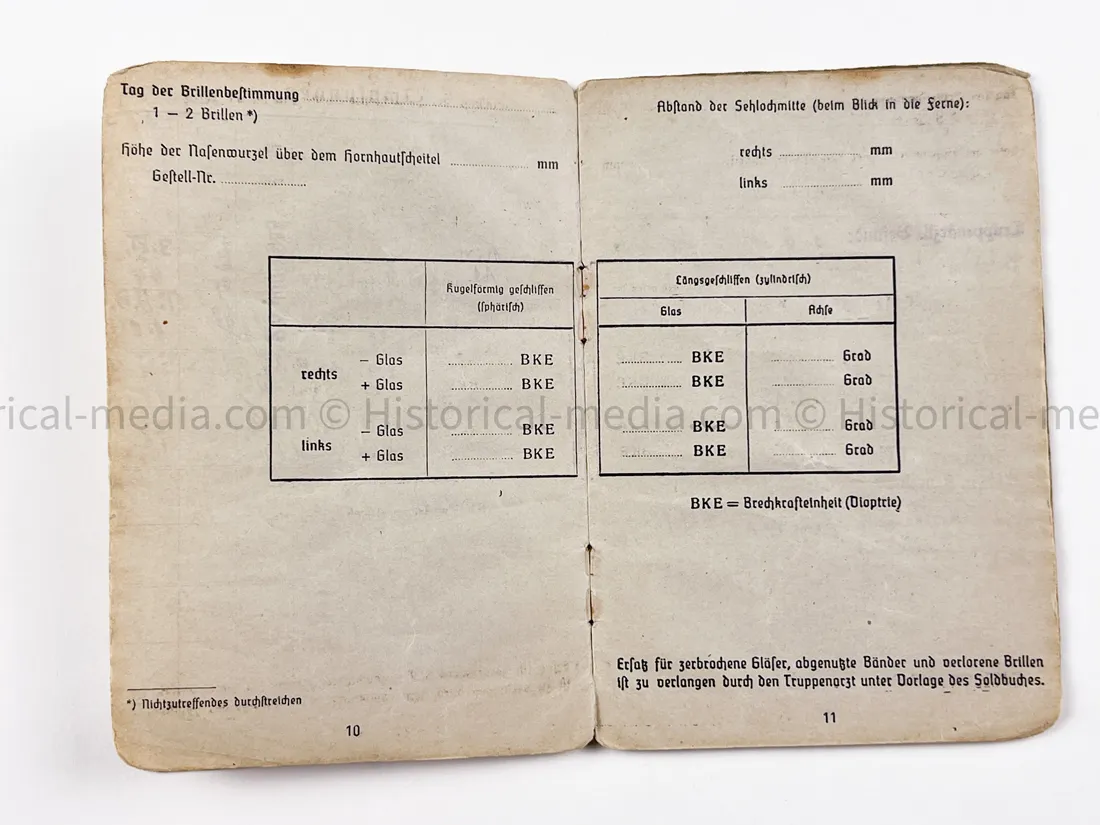 Tag der Brillenbeſtimmung ........................
1 — 2 Brillen *)
Höhe der Naſenwurzel über dem Hornhautſcheitel ............... mm
Geſtell-Nr. ...............
Kugelförmig geſchliffen
(ſphäriſch)
rechts
— Glas ............... BKE
+ Glas ............... BKE
links
— Glas ............... BKE
+ Glas ............... BKE
*) Nichtzutreffendes durchſtreichen
10
Abſtand der Sehlochmitte (beim Blick in die Ferne):
rechts ............... mm
links ............... mm
Längsgeſchliffen (zylindriſch)
Glas Achſe
............... BKE ............... Grad
............... BKE ............... Grad
............... BKE ............... Grad
............... BKE ............... Grad
BKE = Brechkrafteinheit (Dioptrie)
Erſatz für zerbrochene Gläſer, abgenutzte Bänder und verlorene Brillen
iſt zu verlangen durch den Truppenarzt unter Vorlage des Soldbuches.
11
rical-media.com © Historical-media.com © Historical-me